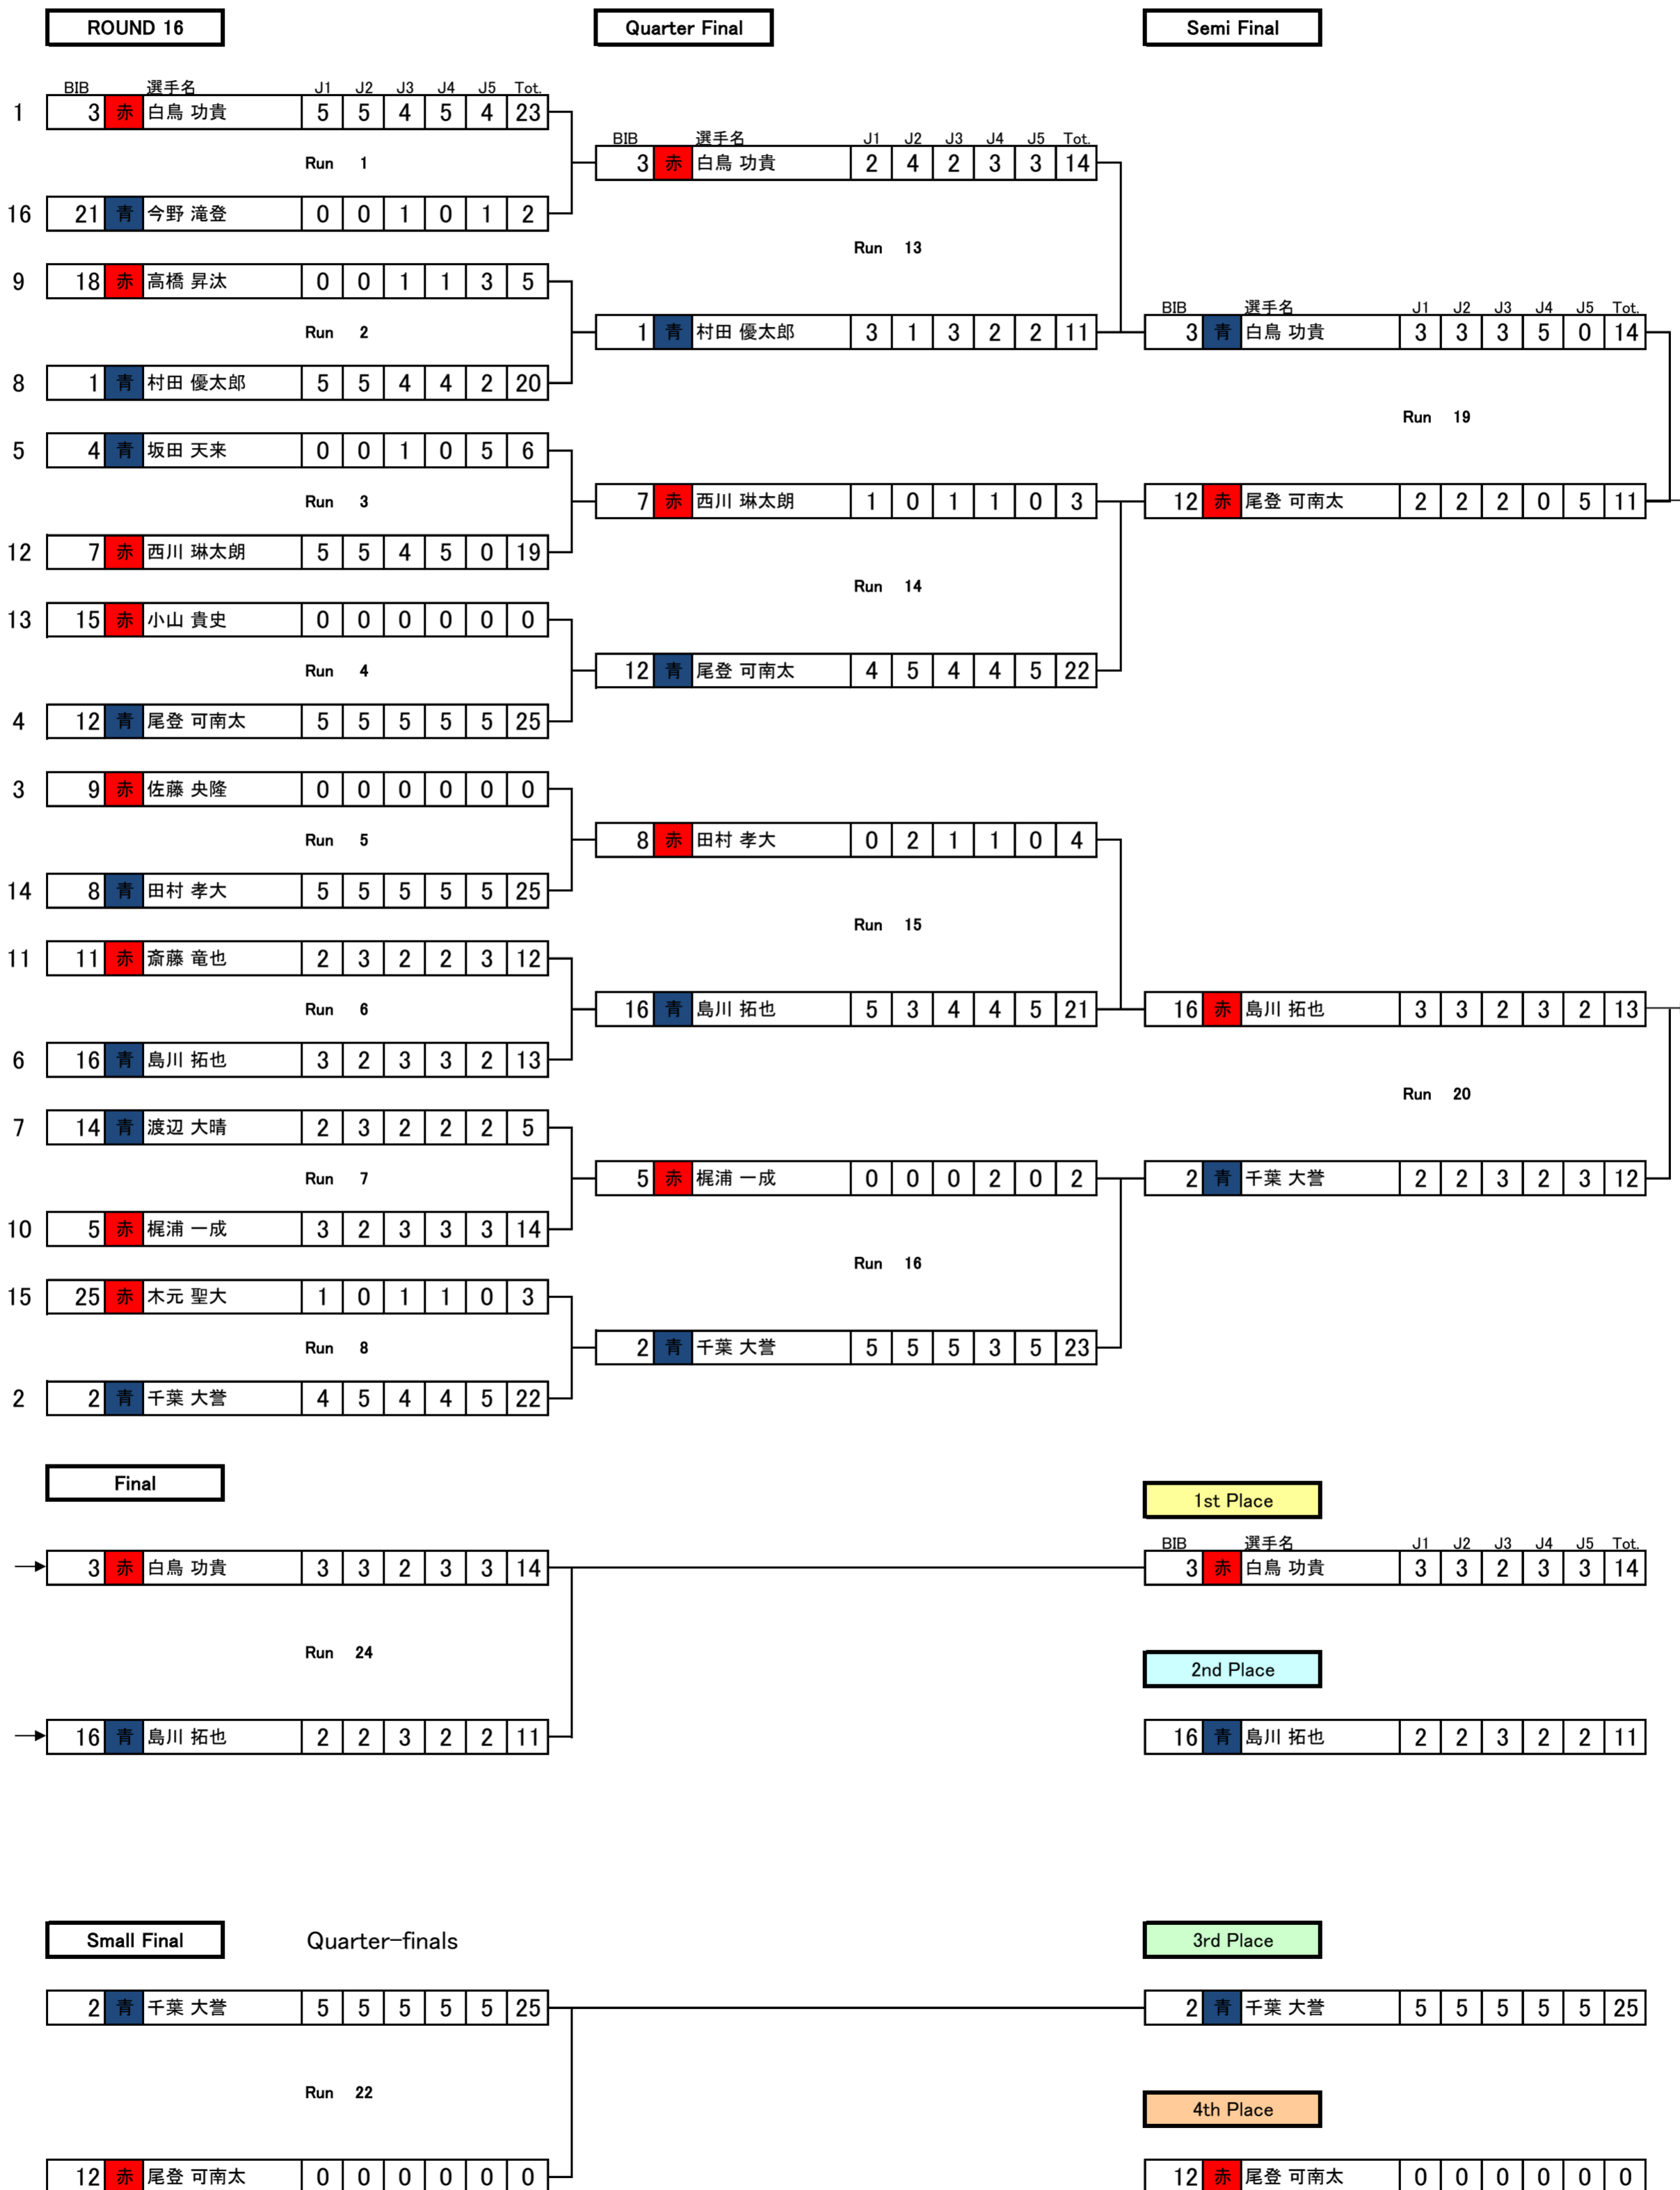 ROUND 16 Quarter Final Semi Final
BIB 選手名 J1 J2 J3 J4 J5 Tot.
1 3 赤 白鳥 功貴 5 5 4 5 4 23
BIB 選手名 J1 J2 J3 J4 J5 Tot.
Run 1 3 赤 白鳥 功貴 2 4 2 3 3 14
16 21 青 今野 滝登 0 0 1 0 1 2
Run 13
9 18 赤 高橋 昇汰 0 0 1 1 3 5
BIB 選手名 J1 J2 J3 J4 J5 Tot.
Run 2 1 青 村田 優太郎 3 1 3 2 2 11 3 青 白鳥 功貴 3 3 3 5 0 14
8 1 青 村田 優太郎 5 5 4 4 2 20
Run 19
5 4 青 坂田 天来 0 0 1 0 5 6
Run 3 7 赤 西川 琳太朗 1 0 1 1 0 3 12 赤 尾登 可南太 2 2 2 0 5 11
12 7 赤 西川 琳太朗 5 5 4 5 0 19
Run 14
13 15 赤 小山 貴史 0 0 0 0 0 0
Run 4 12 青 尾登 可南太 4 5 4 4 5 22
4 12 青 尾登 可南太 5 5 5 5 5 25
3 9 赤 佐藤 央隆 0 0 0 0 0 0
Run 5 8 赤 田村 孝大 0 2 1 1 0 4
14 8 青 田村 孝大 5 5 5 5 5 25
Run 15
11 11 赤 斎藤 竜也 2 3 2 2 3 12
Run 6 16 青 島川 拓也 5 3 4 4 5 21 16 赤 島川 拓也 3 3 2 3 2 13
6 16 青 島川 拓也 3 2 3 3 2 13
Run 20
7 14 青 渡辺 大晴 2 3 2 2 2 5
Run 7 5 赤 梶浦 一成 0 0 0 2 0 2 2 青 千葉 大誉 2 2 3 2 3 12
10 5 赤 梶浦 一成 3 2 3 3 3 14
Run 16
15 25 赤 木元 聖大 1 0 1 1 0 3
Run 8 2 青 千葉 大誉 5 5 5 3 5 23
2 2 青 千葉 大誉 4 5 4 4 5 22
Final 1st Place
BIB 選手名 J1 J2 J3 J4 J5 Tot.
3 赤 白鳥 功貴 3 3 2 3 3 14 3 赤 白鳥 功貴 3 3 2 3 3 14
Run 24 2nd Place
16 青 島川 拓也 2 2 3 2 2 11 16 青 島川 拓也 2 2 3 2 2 11
Small Final Quarter-finals 3rd Place
2 青 千葉 大誉 5 5 5 5 5 25 2 青 千葉 大誉 5 5 5 5 5 25
Run 22 4th Place
12 赤 尾登 可南太 0 0 0 0 0 0 12 赤 尾登 可南太 0 0 0 0 0 0